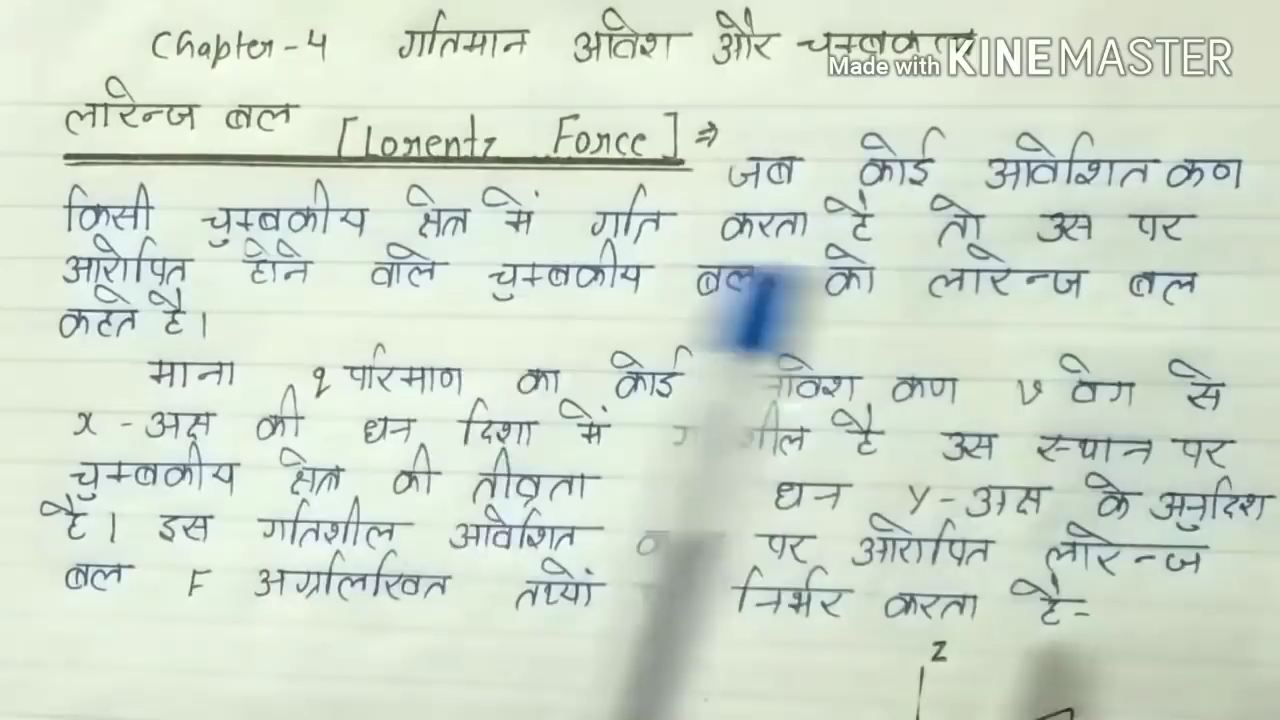 Chapter-4 गतिमान आवेश और चुम्बकत्व
Made with KINEMASTER
लारेन्ज बल [Lorentz Force] ⇒
जब कोई आवेशित कण
किसी चुम्बकीय क्षेत्र में गति करता है तो उस पर
आरोपित होने वाले चुम्बकीय बल को लारेन्ज बल
कहते है।
माना q परिमाण का कोई कण v वेग से
x-अक्ष की धन दिशा में है उस स्थान पर
चुम्बकीय क्षेत्र की तीव्रता धन y-अक्ष के अनुदिश
है। इस गतिशील आवेशित पर आरोपित लोरेन्ज
बल F अग्रलिखित तथ्यों निर्भर करता है-
z